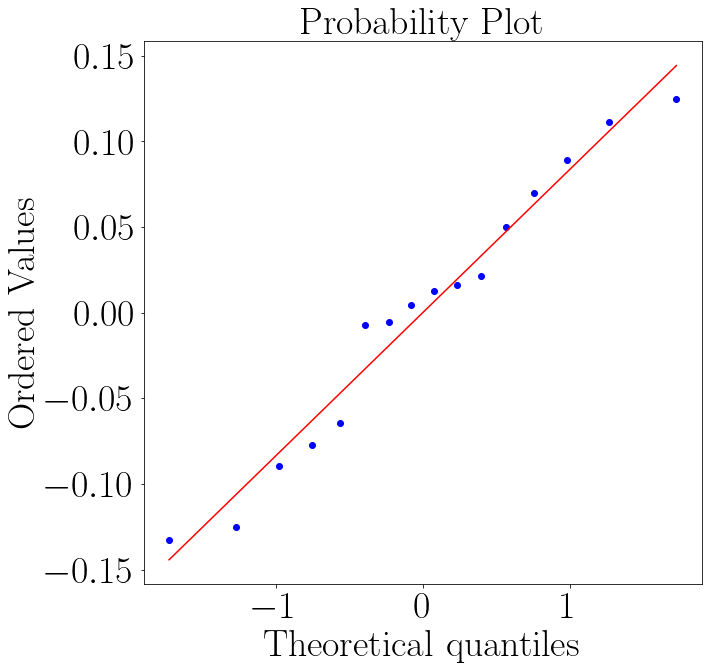 Probability Plot
0.15
0.10
0.05
0.00
−0.05
−0.10
−0.15
Ordered Values
−1 0 1
Theoretical quantiles